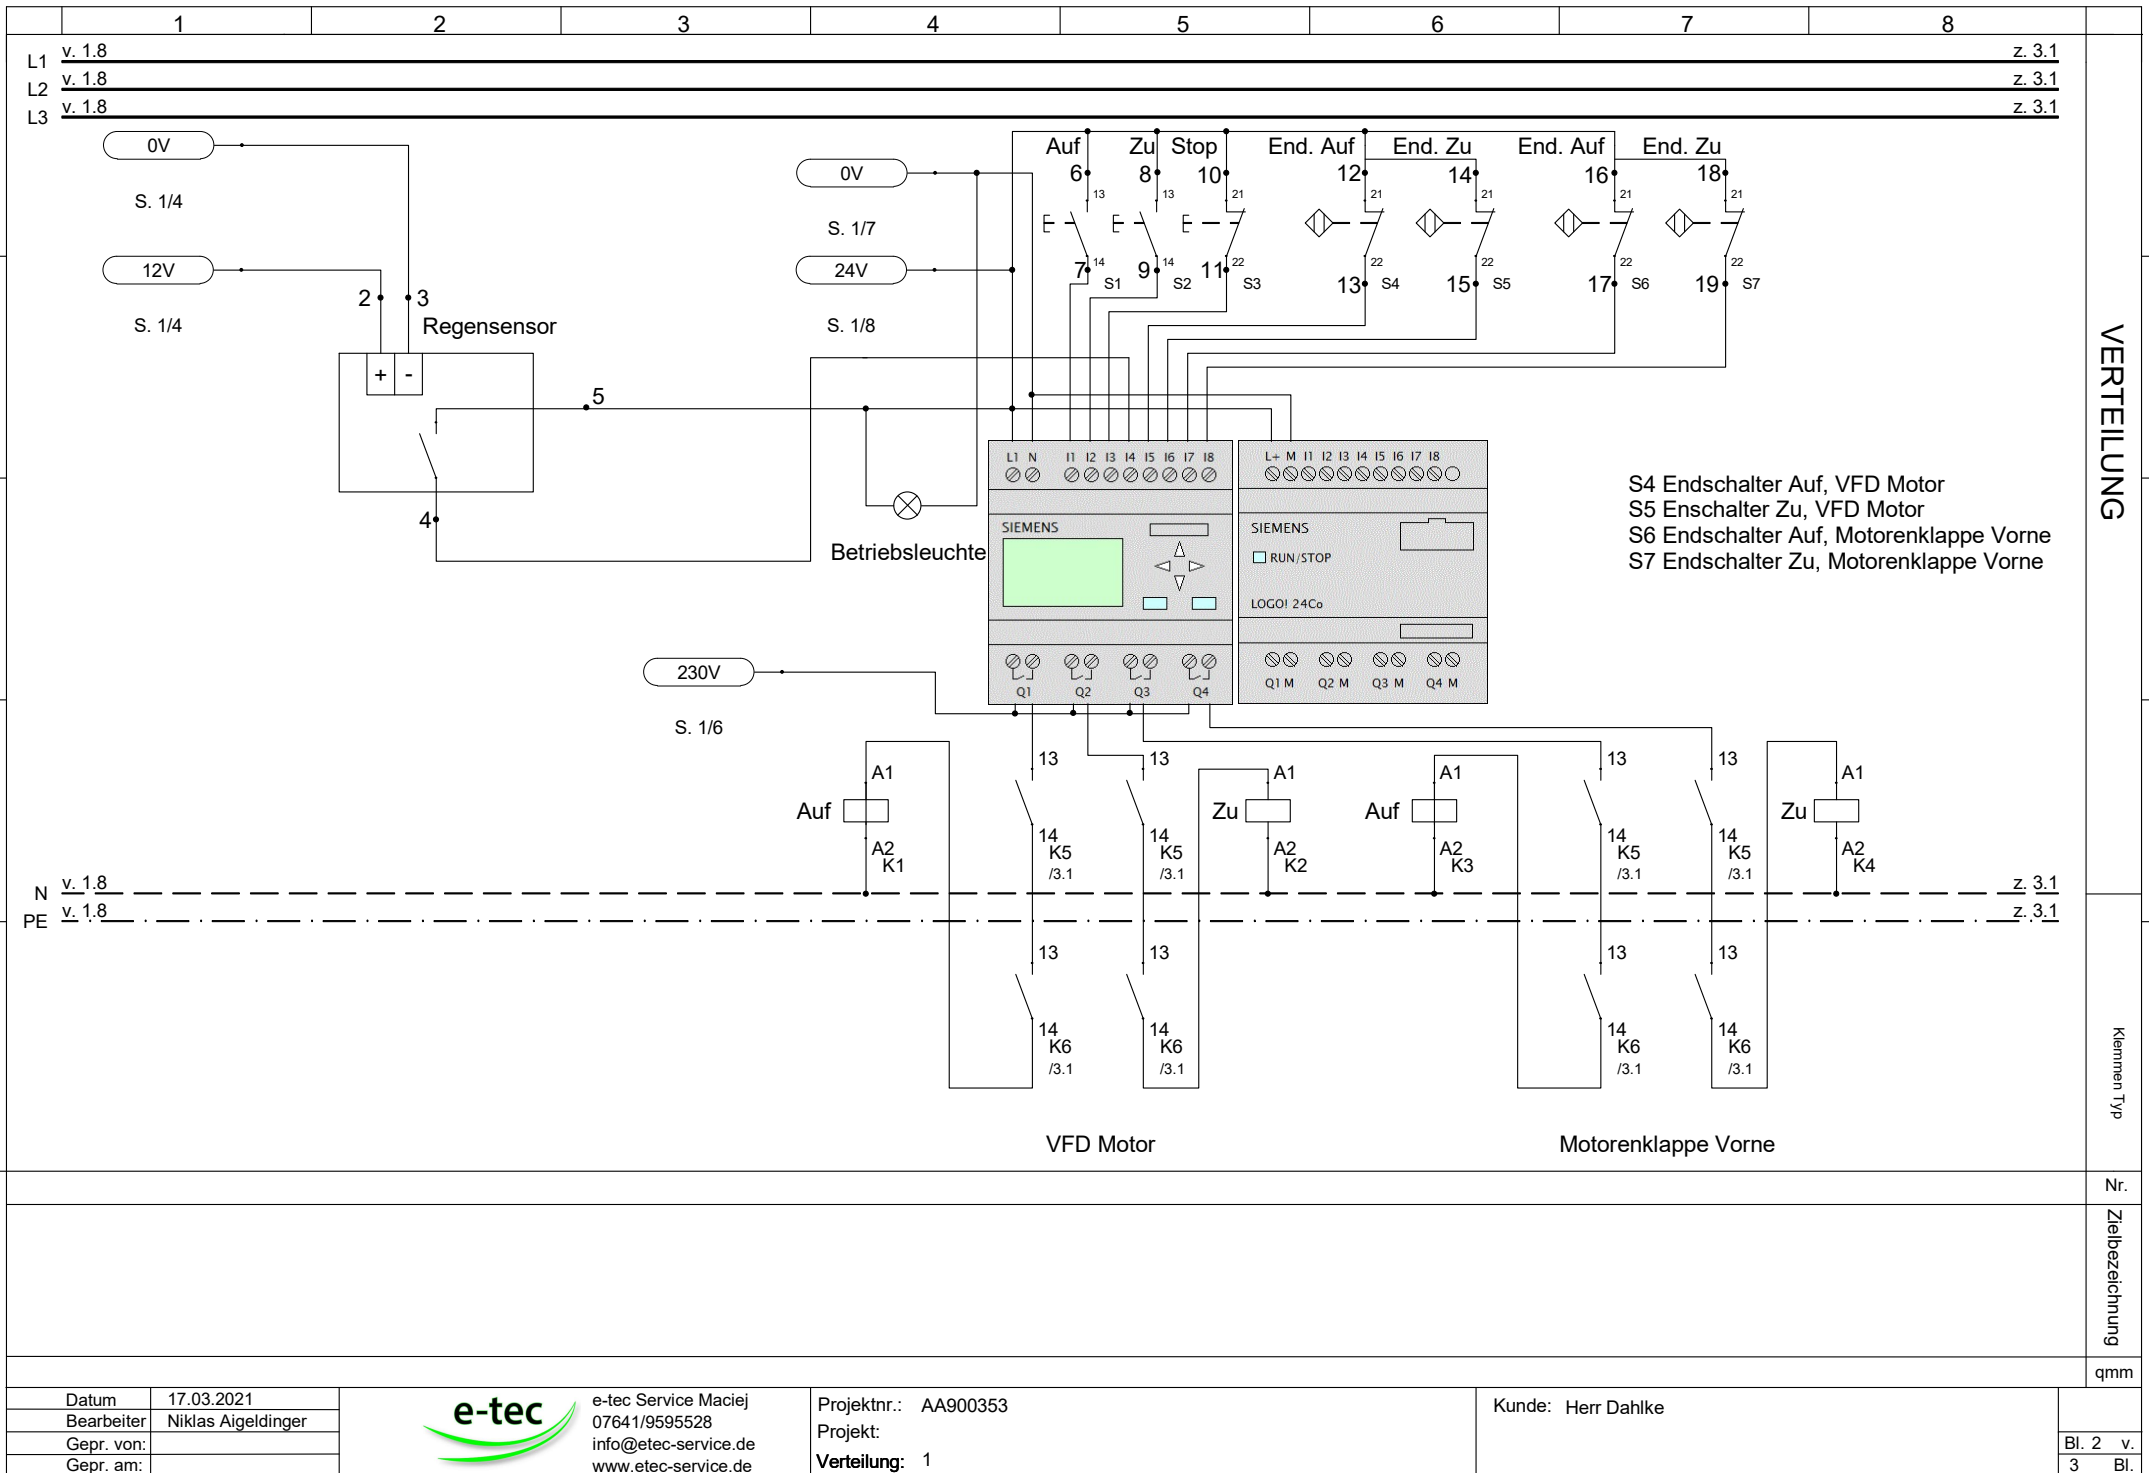 1 2 3 4 5 6 7 8
L1 v. 1.8 z. 3.1
L2 v. 1.8 z. 3.1
L3 v. 1.8 z. 3.1
0V
S. 1/4
12V
S. 1/4
2 3
Regensensor
+ -
5
4
0V
S. 1/7
24V
S. 1/8
Betriebsleuchte
Auf Zu Stop End. Auf End. Zu End. Auf End. Zu
6 8 10 12 14 16 18
13 13 21 21 21 21 21
14 14 22 22 22 22 22
7 9 11 13 15 17 19
S1 S2 S3 S4 S5 S6 S7
L1 N I1 I2 I3 I4 I5 I6 I7 I8
SIEMENS
Q1 Q2 Q3 Q4
L+ M I1 I2 I3 I4 I5 I6 I7 I8
SIEMENS
RUN/STOP
LOGO! 24Co
Q1 M Q2 M Q3 M Q4 M
S4 Endschalter Auf, VFD Motor
S5 Enschalter Zu, VFD Motor
S6 Endschalter Auf, Motorenklappe Vorne
S7 Endschalter Zu, Motorenklappe Vorne
230V
S. 1/6
13 13 13 13
A1 A1 A1 A1
Auf Zu Auf Zu
14 14 14 14
A2 A2 A2 A2
K1 K5 K5 K2 K3 K5 K5 K4
/3.1 /3.1 /3.1 /3.1
N v. 1.8 z. 3.1
PE v. 1.8 z. 3.1
13 13 13 13
14 14 14 14
K6 K6 K6 K6
/3.1 /3.1 /3.1 /3.1
VFD Motor Motorenklappe Vorne
VERTEILUNG
Klemmen Typ
Nr.
Zielbezeichnung
qmm
Datum 17.03.2021
Bearbeiter Niklas Aigeldinger
Gepr. von:
Gepr. am:
e-tec
e-tec Service Maciej
07641/9595528
info@etec-service.de
www.etec-service.de
Projektnr.: AA900353
Projekt:
Verteilung: 1
Kunde: Herr Dahlke
Bl. 2 v.
3 Bl.